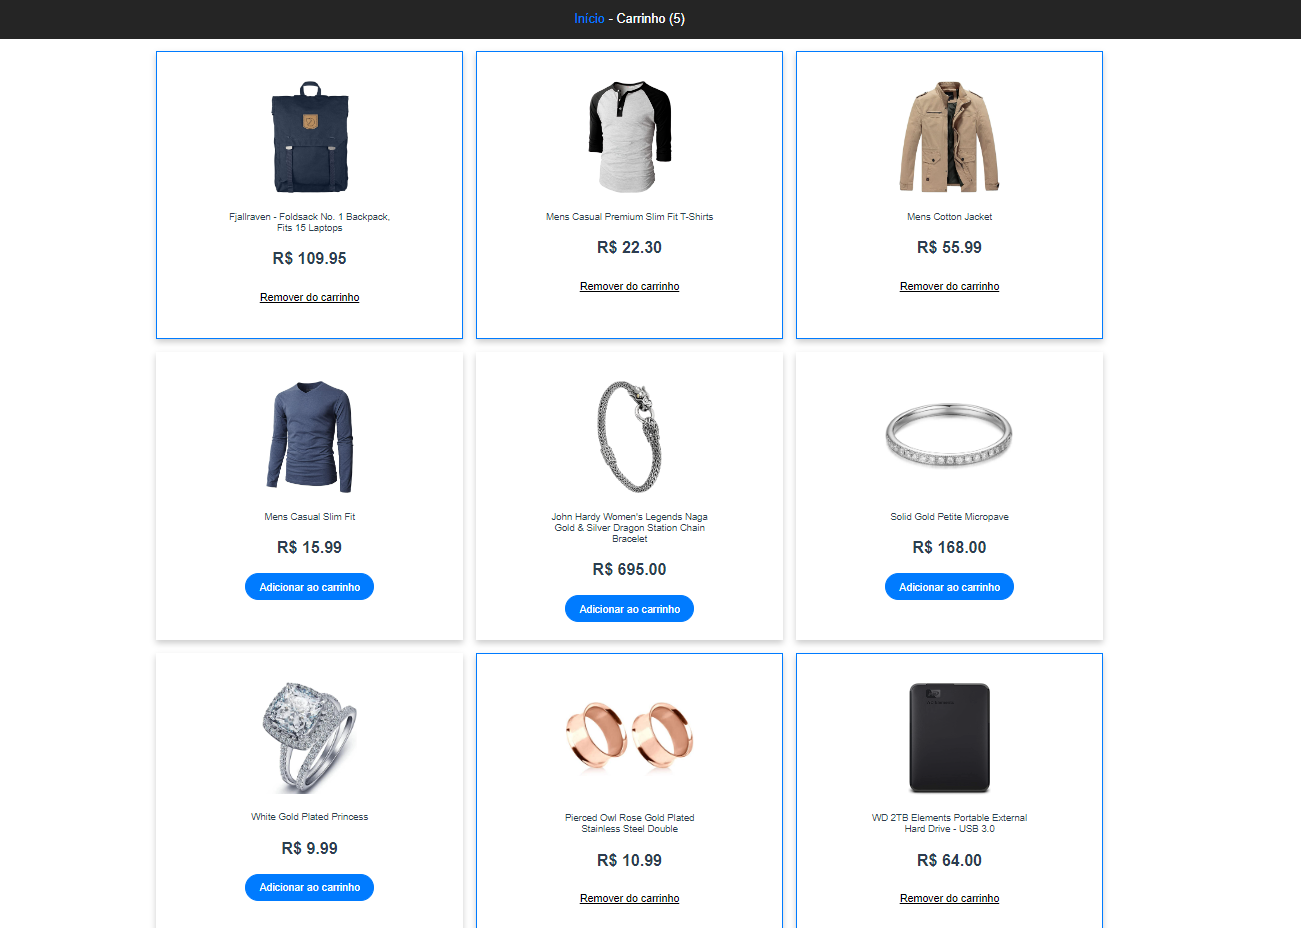 Início - Carrinho (5)
Fjallraven - Foldsack No. 1 Backpack,
Fits 15 Laptops
R$ 109.95
Remover do carrinho
Mens Casual Premium Slim Fit T-Shirts
R$ 22.30
Remover do carrinho
Mens Cotton Jacket
R$ 55.99
Remover do carrinho
Mens Casual Slim Fit
R$ 15.99
Adicionar ao carrinho
John Hardy Women's Legends Naga
Gold & Silver Dragon Station Chain
Bracelet
R$ 695.00
Adicionar ao carrinho
Solid Gold Petite Micropave
R$ 168.00
Adicionar ao carrinho
White Gold Plated Princess
R$ 9.99
Adicionar ao carrinho
Pierced Owl Rose Gold Plated
Stainless Steel Double
R$ 10.99
Remover do carrinho
WD 2TB Elements Portable External
Hard Drive - USB 3.0
R$ 64.00
Remover do carrinho